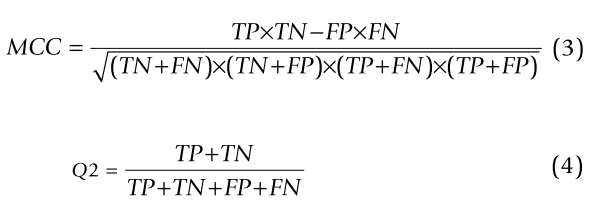 MCC = TP×TN−FP×FN / √(TN+FN)×(TN+FP)×(TP+FN)×(TP+FP) (3)
Q2 = TP+TN / TP+TN+FP+FN (4)